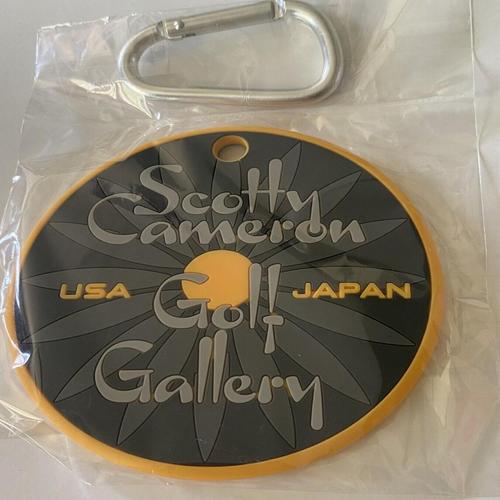 Scotty
Cameron
USA JAPAN
Golf
Gallery